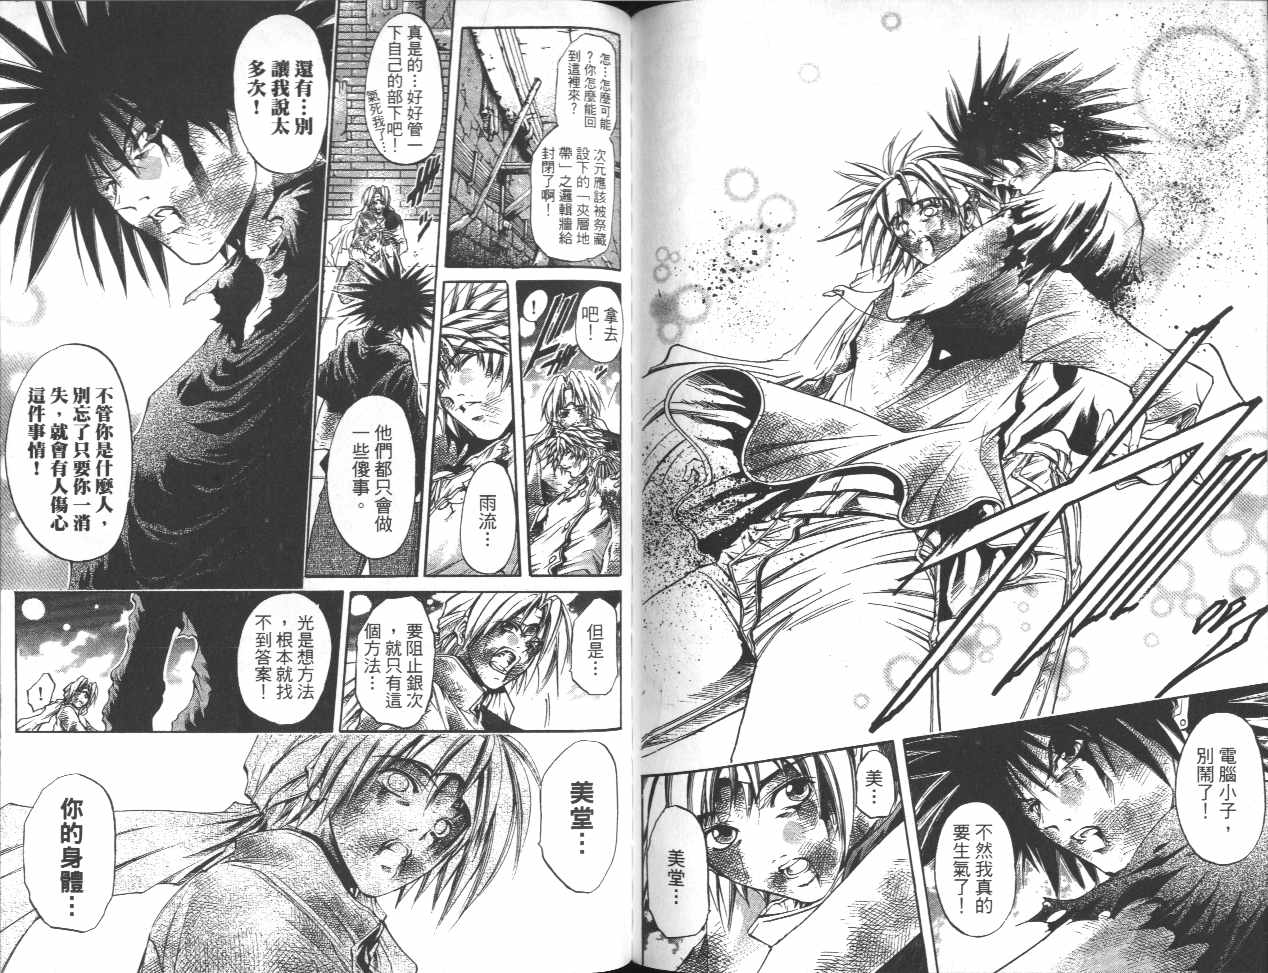 電腦小子，
別鬧了！
不然我真的
要生氣了！
美…
美堂…
怎…怎麼可能
？你怎麼能回
到這裡來？
次元應該被祭藏
設下的「夾層地
帶」之邏輯牆給
封閉了啊！
真是的…好好管一
下自己的部下吧！
氣死我了…
還有…別
讓我說太
多次！
拿去
吧！
！
雨流…
他們都只會做
一些傻事。
不管你是什麼人，
別忘了只要你一消
失，就會有人傷心
這件事情！
但是…
要阻止銀次
，就只有這
個方法…
光是想方法
，根本就找
不到答案！
！
美堂…
你的身體…